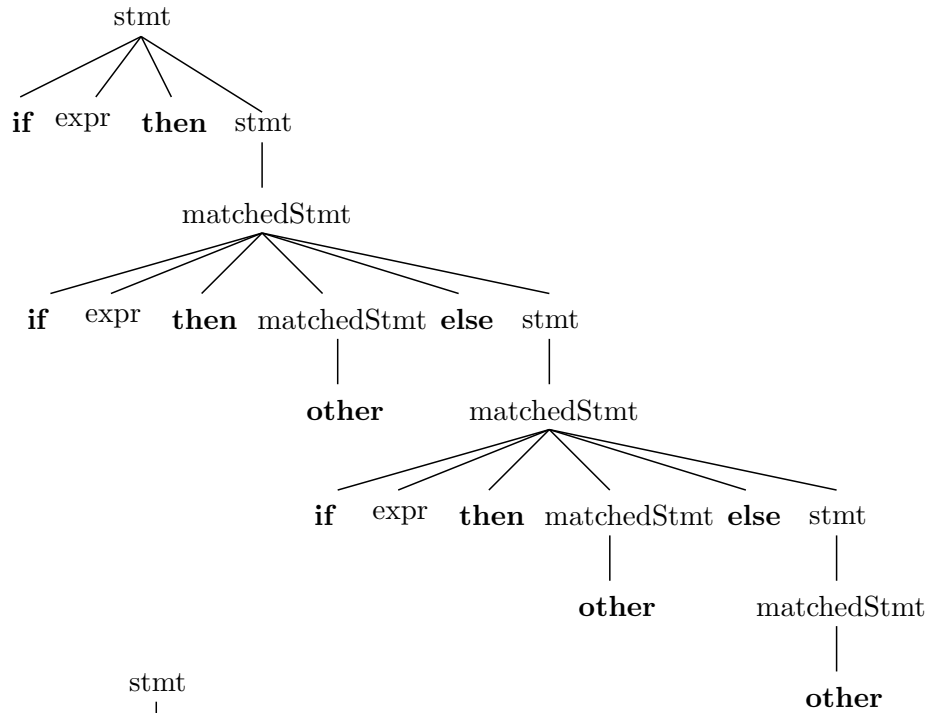 stmt
if expr then stmt
matchedStmt
if expr then matchedStmt else stmt
other matchedStmt
if expr then matchedStmt else stmt
other matchedStmt
stmt
other